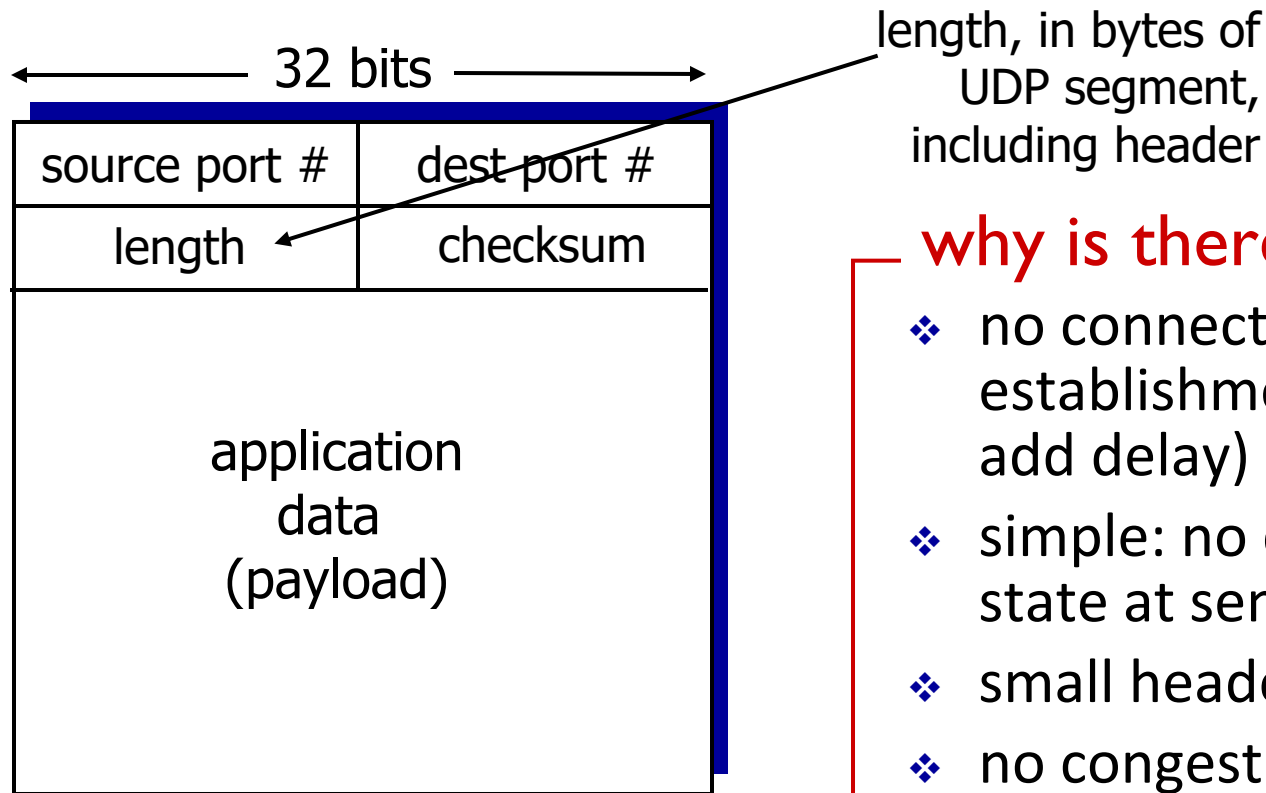 32 bits
length, in bytes of
UDP segment,
including header
source port #
dest port #
length
checksum
application
data
(payload)
why is there
no connect
establishme
add delay)
simple: no
state at ser
small heade
no congest